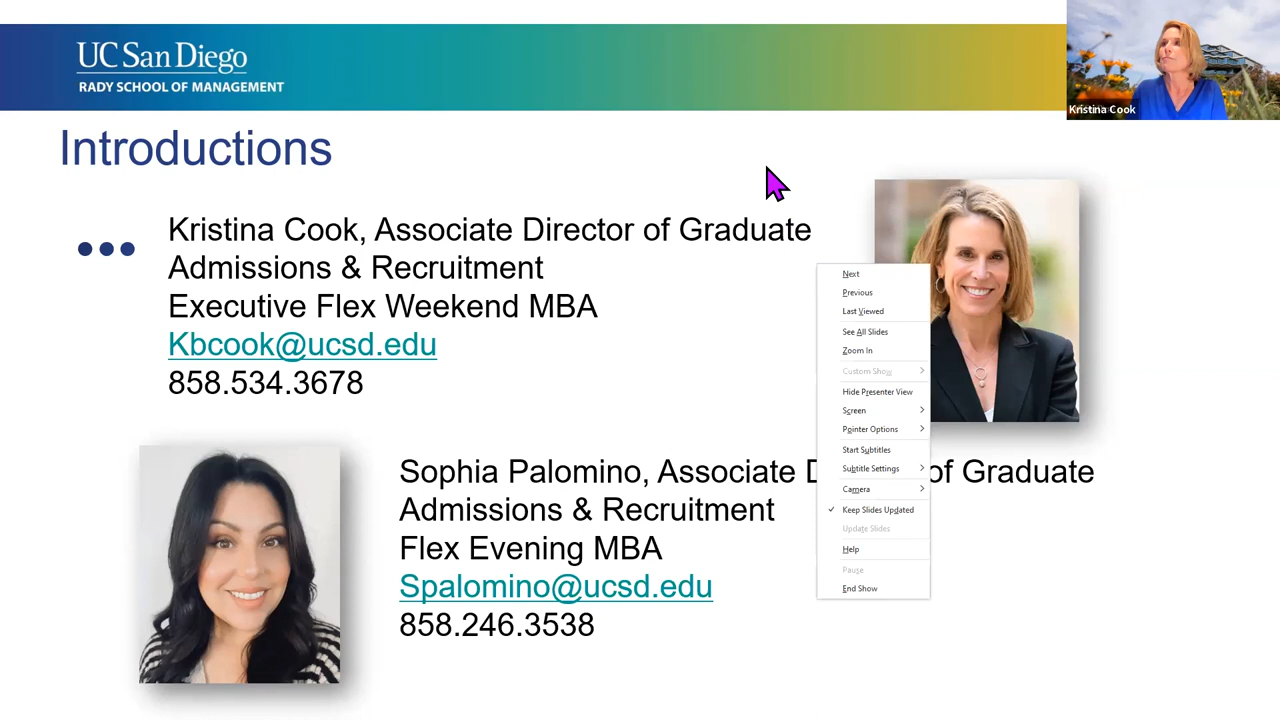 UC San Diego
RADY SCHOOL OF MANAGEMENT
Kristina Cook
Introductions
Kristina Cook, Associate Director of Graduate
Admissions & Recruitment
Executive Flex Weekend MBA
Kbcook@ucsd.edu
858.534.3678
Next
Previous
Last Viewed
See All Slides
Zoom In
Custom Show
Hide Presenter View
Screen
Pointer Options
Start Subtitles
Subtitle Settings
Camera
Keep Slides Updated
Update Slides
Help
Pause
End Show
Sophia Palomino, Associate D of Graduate
Admissions & Recruitment
Flex Evening MBA
Spalomino@ucsd.edu
858.246.3538